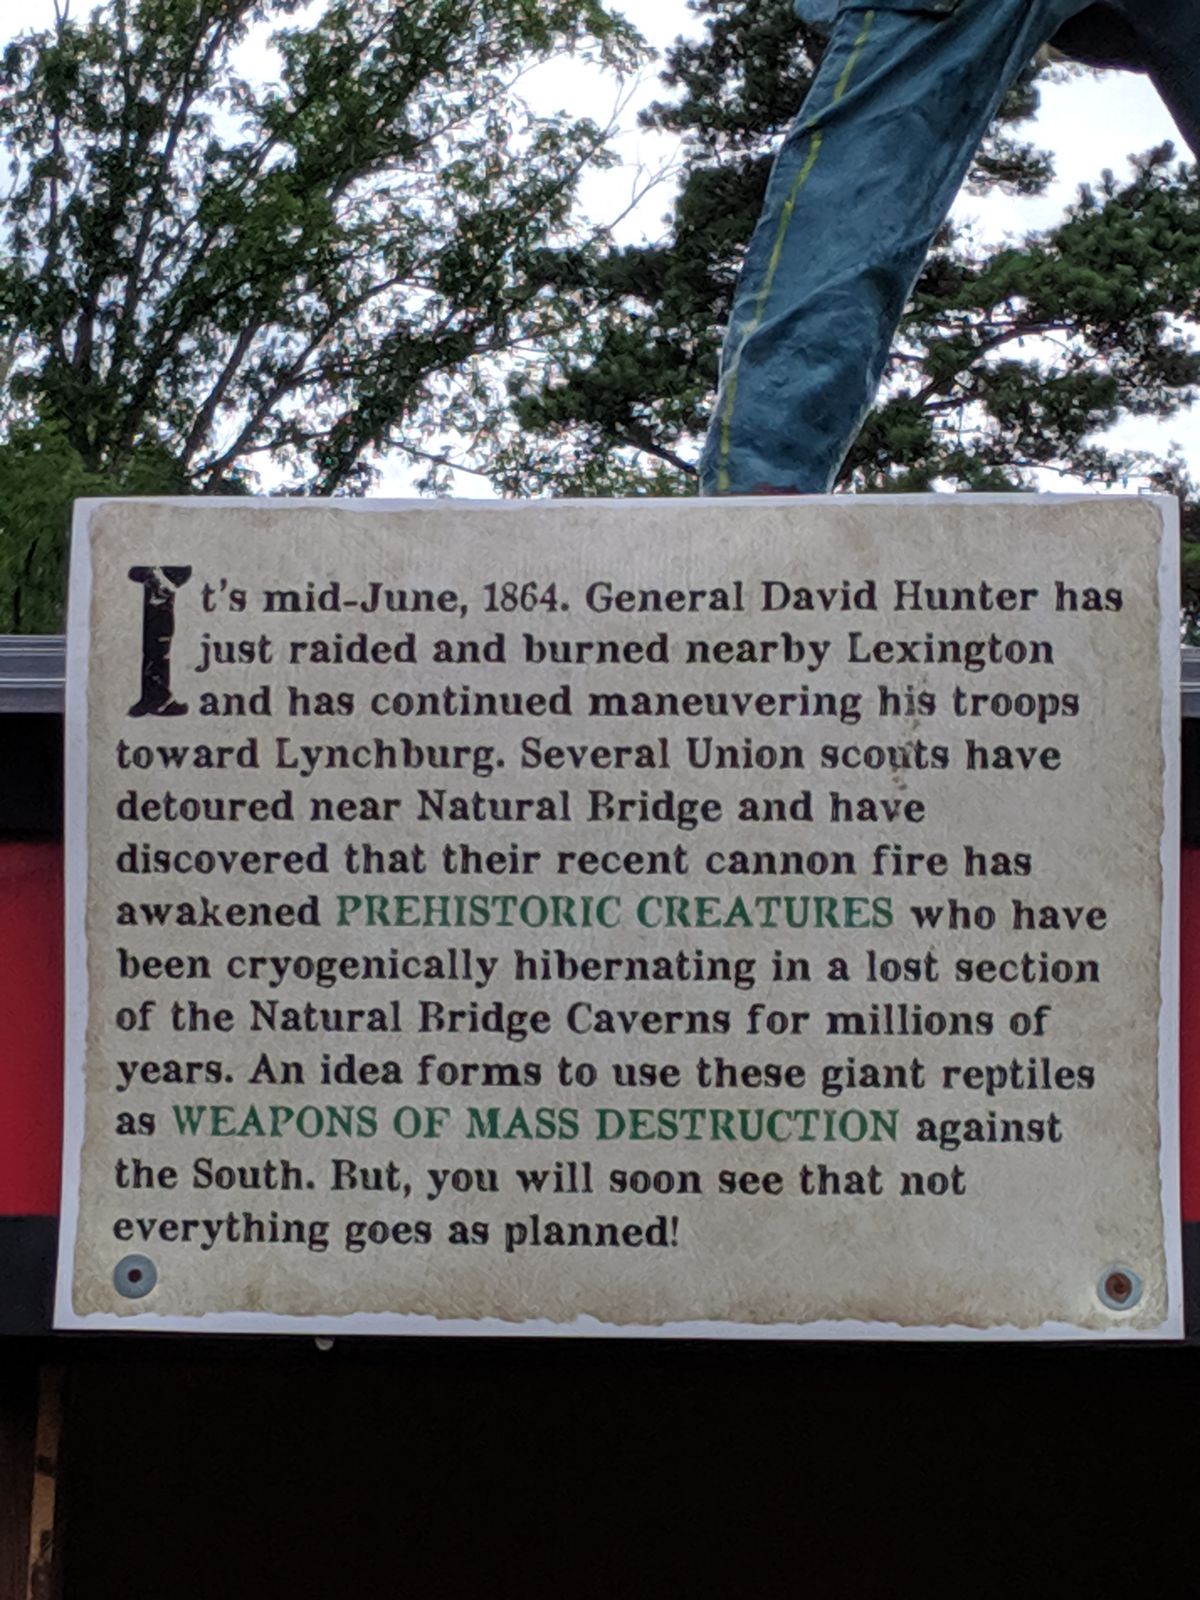 It's mid-June, 1864. General David Hunter has
just raided and burned nearby Lexington
and has continued maneuvering his troops
toward Lynchburg. Several Union scouts have
detoured near Natural Bridge and have
discovered that their recent cannon fire has
awakened PREHISTORIC CREATURES who have
been cryogenically hibernating in a lost section
of the Natural Bridge Caverns for millions of
years. An idea forms to use these giant reptiles
as WEAPONS OF MASS DESTRUCTION against
the South. But, you will soon see that not
everything goes as planned!